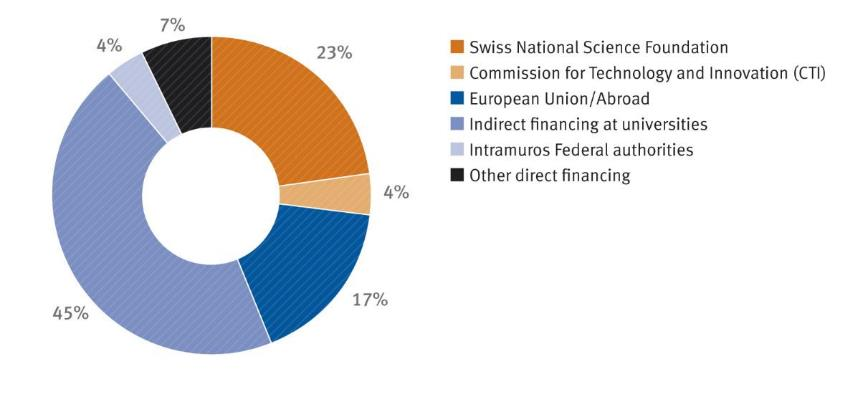 7%
4%
23%
4%
17%
45%
Swiss National Science Foundation
Commission for Technology and Innovation (CTI)
European Union/Abroad
Indirect financing at universities
Intramuros Federal authorities
Other direct financing